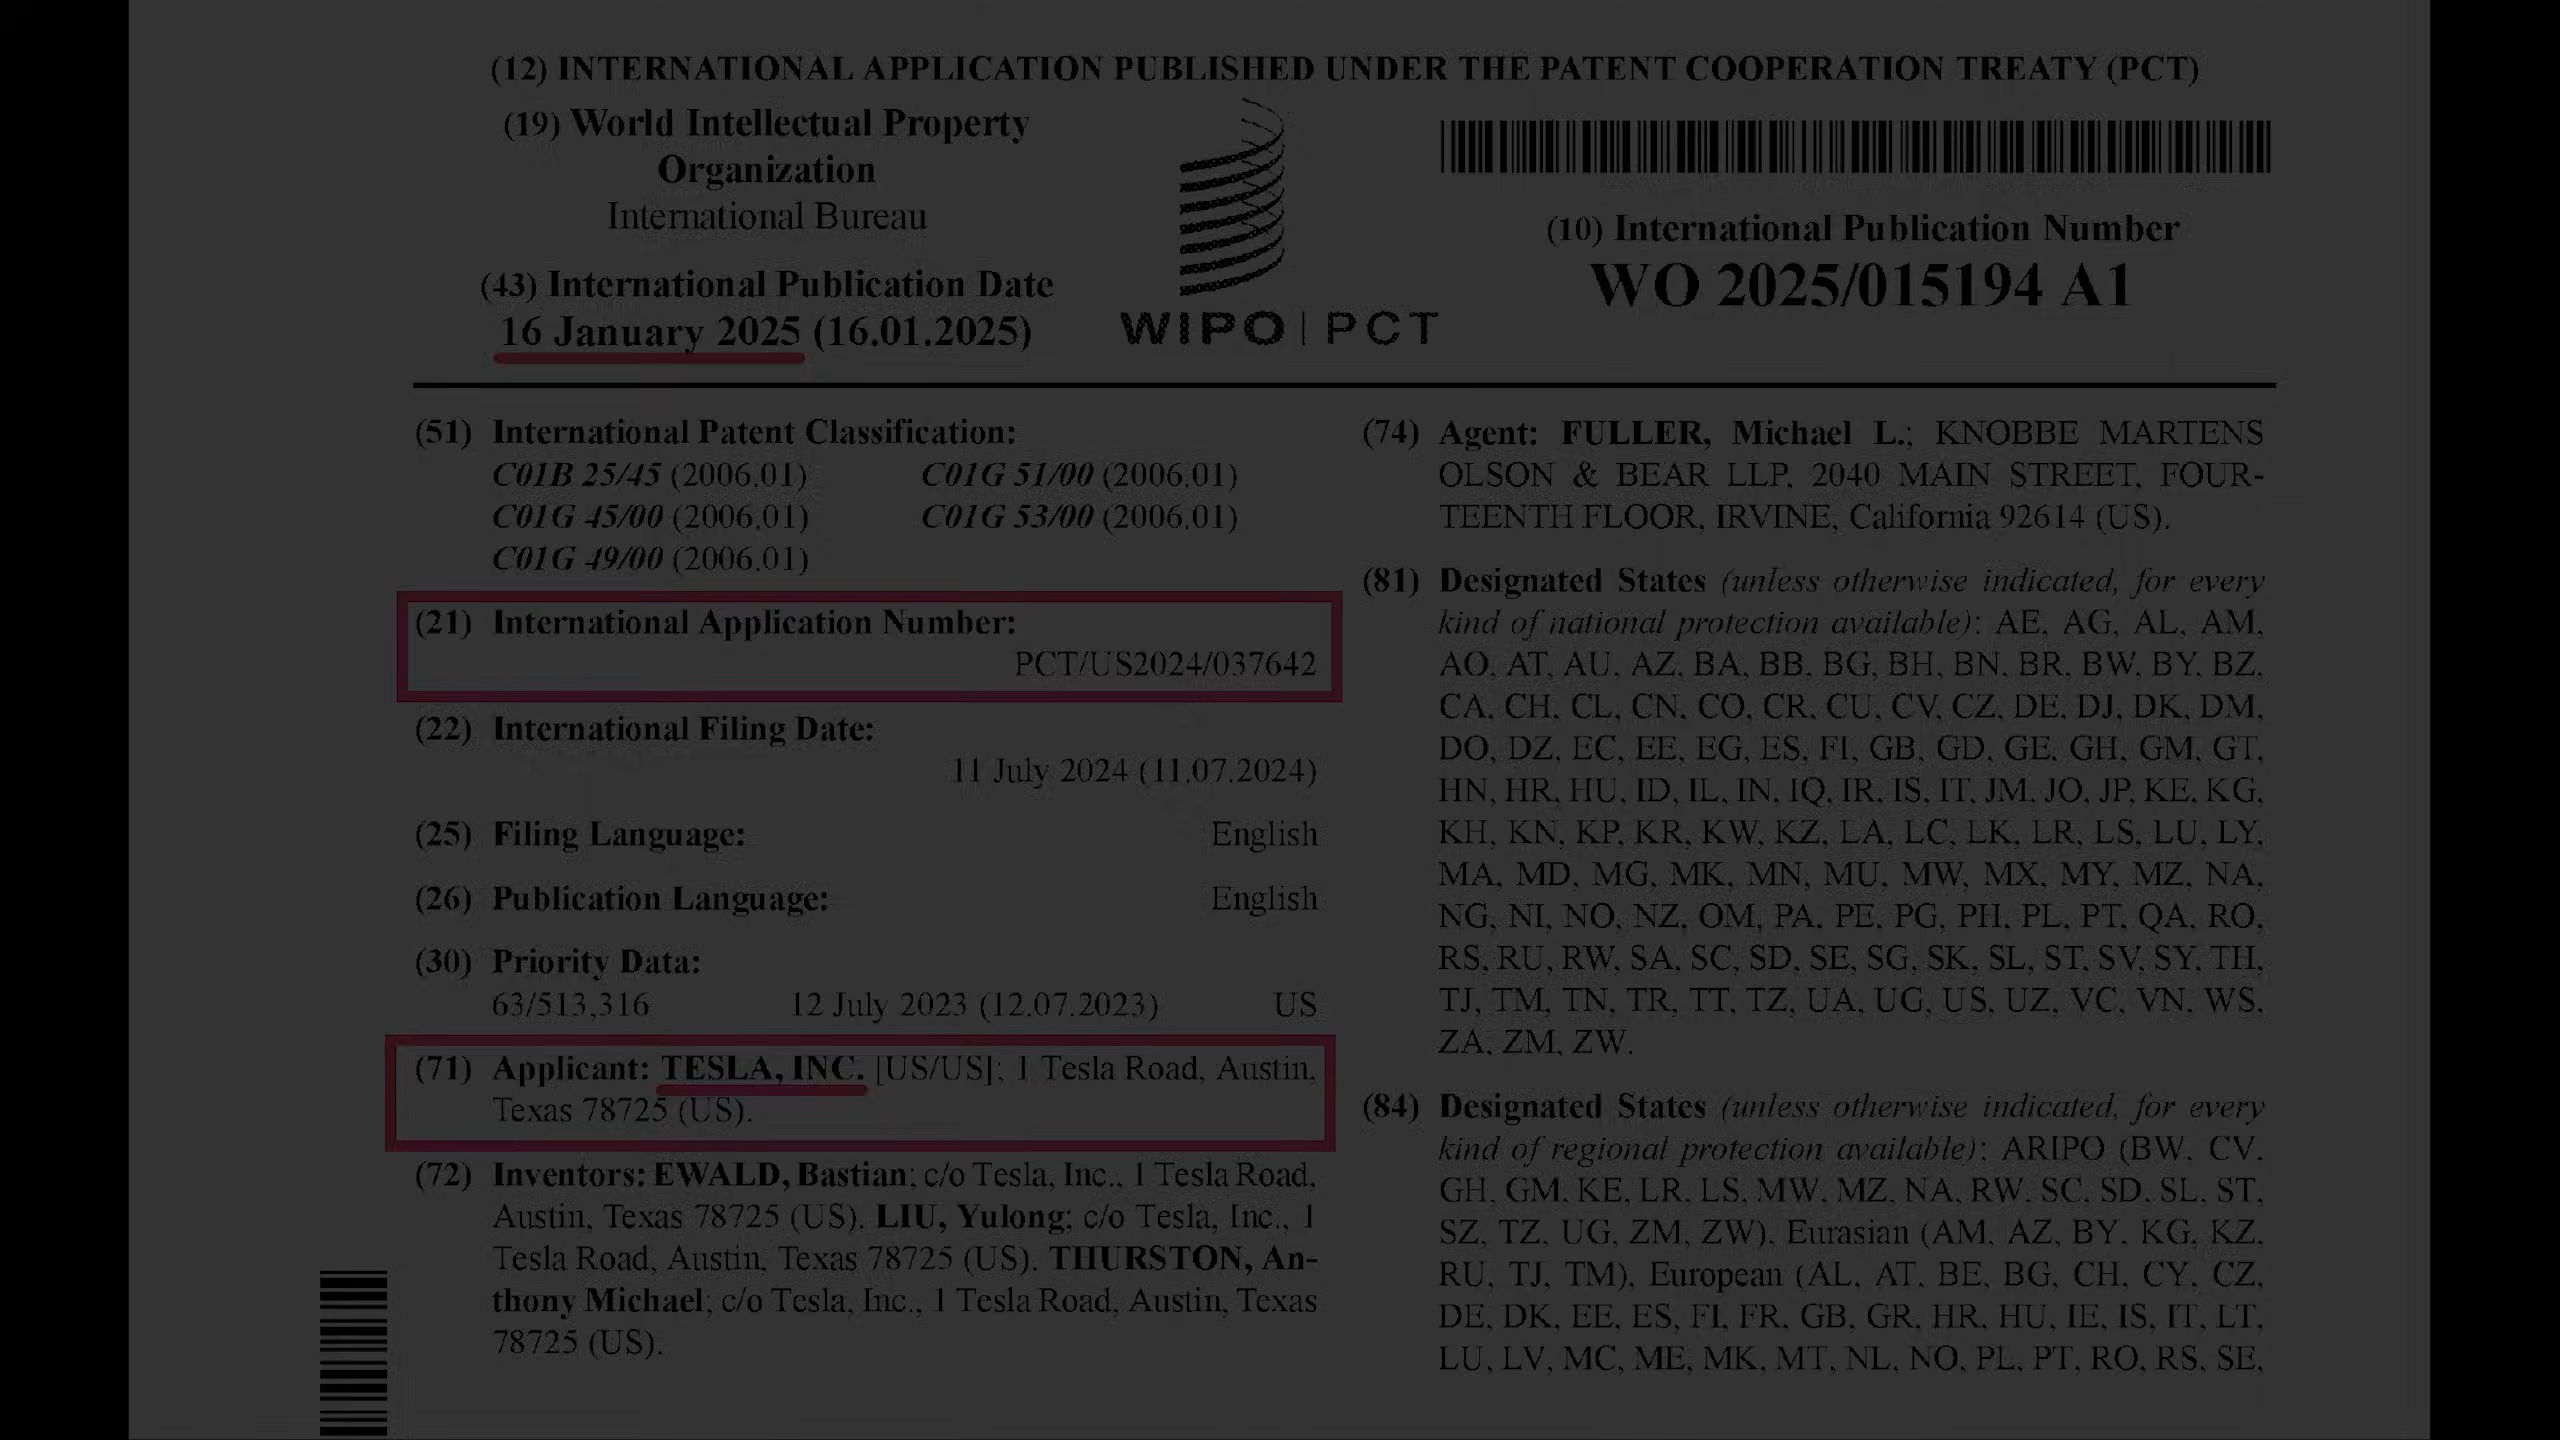 (12) INTERNATIONAL APPLICATION PUBLISHED UNDER THE PATENT COOPERATION TREATY (PCT)
(19) World Intellectual Property
Organization
International Bureau
(43) International Publication Date
16 January 2025 (16.01.2025)
WIPO | PCT
(10) International Publication Number
WO 2025/015194 A1
(51) International Patent Classification:
C01B 25/45 (2006.01) C01G 51/00 (2006.01)
C01G 45/00 (2006.01) C01G 53/00 (2006.01)
C01G 49/00 (2006.01)
(21) International Application Number:
PCT/US2024/037642
(22) International Filing Date:
11 July 2024 (11.07.2024)
(25) Filing Language: English
(26) Publication Language: English
(30) Priority Data:
63/513,316 12 July 2023 (12.07.2023) US
(71) Applicant: TESLA, INC. [US/US]; 1 Tesla Road, Austin,
Texas 78725 (US).
(72) Inventors: EWALD, Bastian; c/o Tesla, Inc., 1 Tesla Road,
Austin, Texas 78725 (US). LIU, Yulong; c/o Tesla, Inc., 1
Tesla Road, Austin, Texas 78725 (US). THURSTON, An-
thony Michael; c/o Tesla, Inc., 1 Tesla Road, Austin, Texas
78725 (US).
(74) Agent: FULLER, Michael L.; KNOBBE MARTENS
OLSON & BEAR LLP, 2040 MAIN STREET, FOUR-
TEENTH FLOOR, IRVINE, California 92614 (US).
(81) Designated States (unless otherwise indicated, for every
kind of national protection available): AE, AG, AL, AM,
AO, AT, AU, AZ, BA, BB, BG, BH, BN, BR, BW, BY, BZ,
CA, CH, CL, CN, CO, CR, CU, CV, CZ, DE, DJ, DK, DM,
DO, DZ, EC, EE, EG, ES, FI, GB, GD, GE, GH, GM, GT,
HN, HR, HU, ID, IL, IN, IQ, IR, IS, IT, JM, JO, JP, KE, KG,
KH, KN, KP, KR, KW, KZ, LA, LC, LK, LR, LS, LU, LY,
MA, MD, MG, MK, MN, MU, MW, MX, MY, MZ, NA,
NG, NI, NO, NZ, OM, PA, PE, PG, PH, PL, PT, QA, RO,
RS, RU, RW, SA, SC, SD, SE, SG, SK, SL, ST, SV, SY, TH,
TJ, TM, TN, TR, TT, TZ, UA, UG, US, UZ, VC, VN, WS,
ZA, ZM, ZW.
(84) Designated States (unless otherwise indicated, for every
kind of regional protection available): ARIPO (BW, CV,
GH, GM, KE, LR, LS, MW, MZ, NA, RW, SC, SD, SL, ST,
SZ, TZ, UG, ZM, ZW), Eurasian (AM, AZ, BY, KG, KZ,
RU, TJ, TM), European (AL, AT, BE, BG, CH, CY, CZ,
DE, DK, EE, ES, FI, FR, GB, GR, HR, HU, IE, IS, IT, LT,
LU, LV, MC, ME, MK, MT, NL, NO, PL, PT, RO, RS, SE,